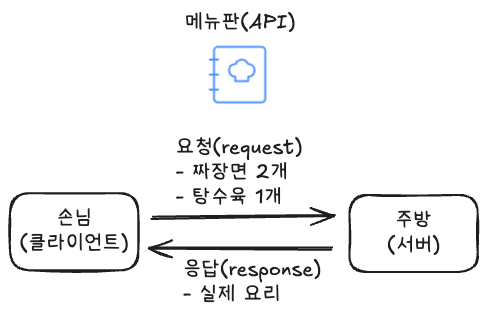 메뉴판(API)
요청(request)
- 짜장면 2개
- 탕수육 1개
손님
(클라이언트)
주방
(서버)
응답(response)
- 실제 요리